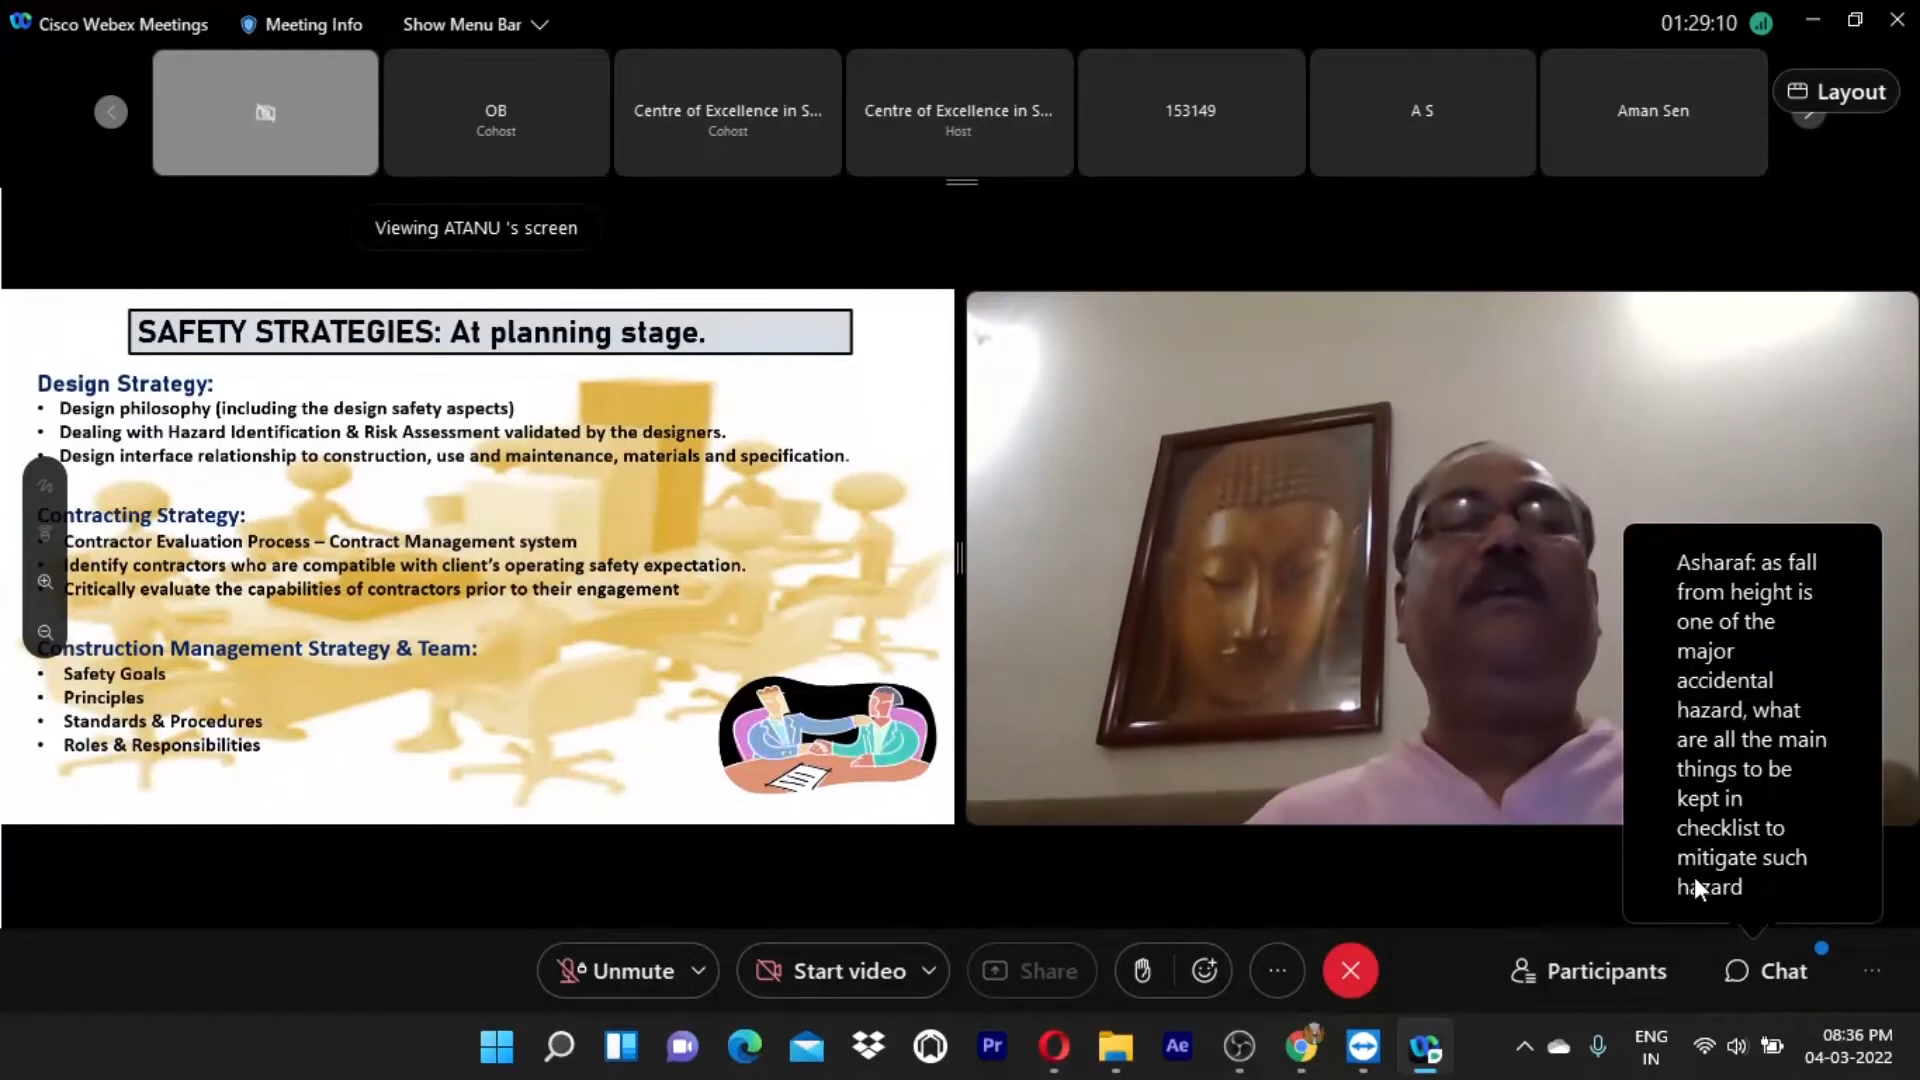 Cisco Webex Meetings Meeting Info Show Menu Bar 01:29:10
Layout
OB
Cohost
Centre of Excellence in S...
Cohost
Centre of Excellence in S...
Host
153149
A S
Aman Sen
Viewing ATANU 's screen
SAFETY STRATEGIES: At planning stage.
Design Strategy:
• Design philosophy (including the design safety aspects)
• Dealing with Hazard Identification & Risk Assessment validated by the designers.
• Design interface relationship to construction, use and maintenance, materials and specification.
Contracting Strategy:
• Contractor Evaluation Process – Contract Management system
Identify contractors who are compatible with client's operating safety expectation.
Critically evaluate the capabilities of contractors prior to their engagement
Construction Management Strategy & Team:
• Safety Goals
• Principles
• Standards & Procedures
• Roles & Responsibilities
Asharaf: as fall
from height is
one of the
major
accidental
hazard, what
are all the main
things to be
kept in
checklist to
mitigate such
hazard
Unmute Start video Share Participants Chat
Pr Ae
ENG
IN
08:36 PM
04-03-2022